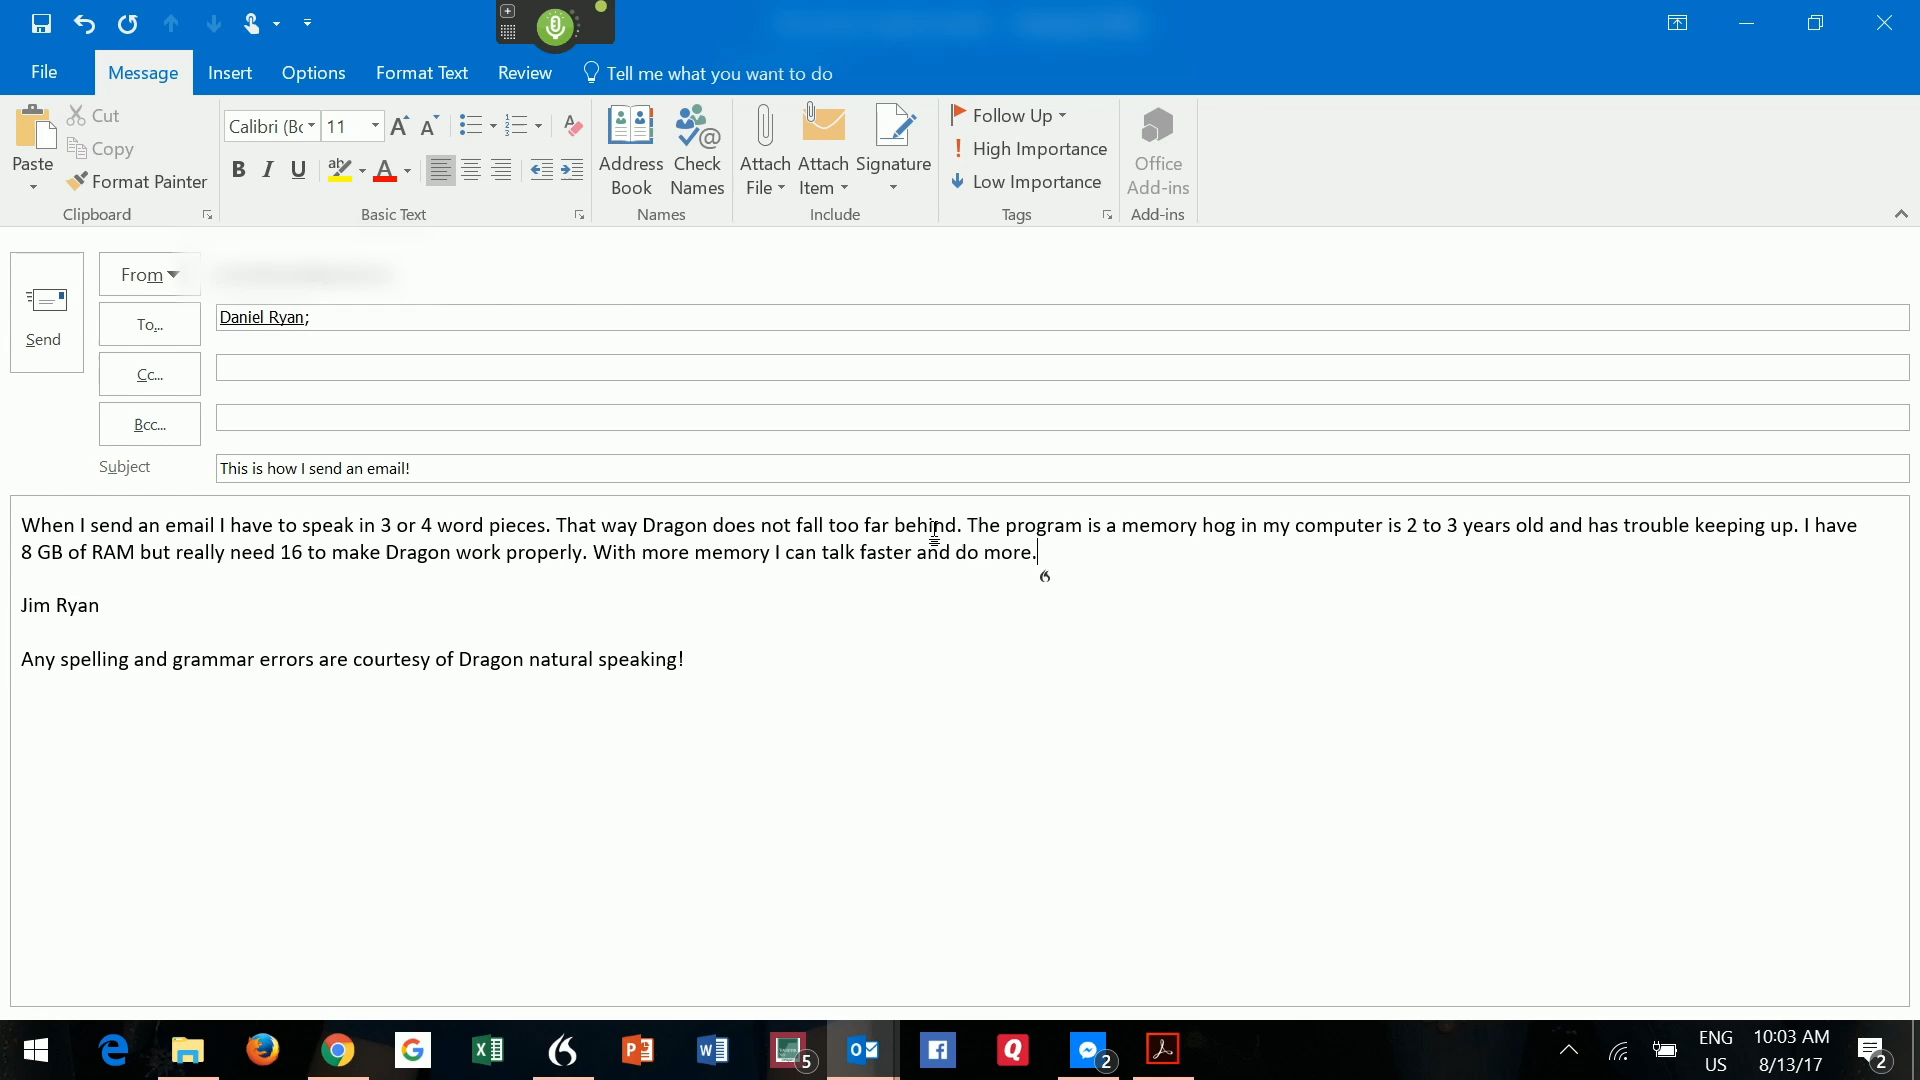 File Message Insert Options Format Text Review Tell me what you want to do
Paste
Cut
Copy
Format Painter
Clipboard
Calibri (Bo 11
Basic Text
Address Book
Check Names
Names
Attach File
Attach Item
Signature
Include
Follow Up
High Importance
Low Importance
Tags
Office Add-ins
Add-ins
Send
From
To...
Daniel Ryan;
Cc...
Bcc...
Subject
This is how I send an email!
When I send an email I have to speak in 3 or 4 word pieces. That way Dragon does not fall too far behind. The program is a memory hog in my computer is 2 to 3 years old and has trouble keeping up. I have
8 GB of RAM but really need 16 to make Dragon work properly. With more memory I can talk faster and do more.
Jim Ryan
Any spelling and grammar errors are courtesy of Dragon natural speaking!
5
2
ENG
US
10:03 AM
8/13/17
2